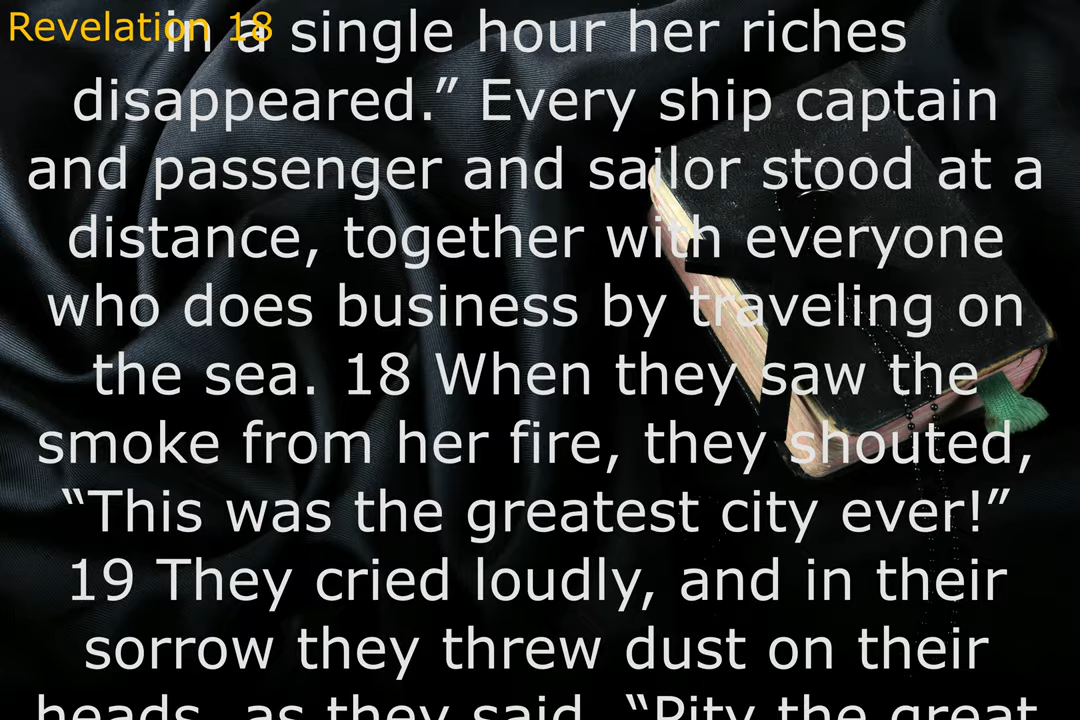 Revelation 18
in a single hour her riches
disappeared.” Every ship captain
and passenger and sailor stood at a
distance, together with everyone
who does business by traveling on
the sea. 18 When they saw the
smoke from her fire, they shouted,
“This was the greatest city ever!”
19 They cried loudly, and in their
sorrow they threw dust on their
heads, as they said, “Pity the great